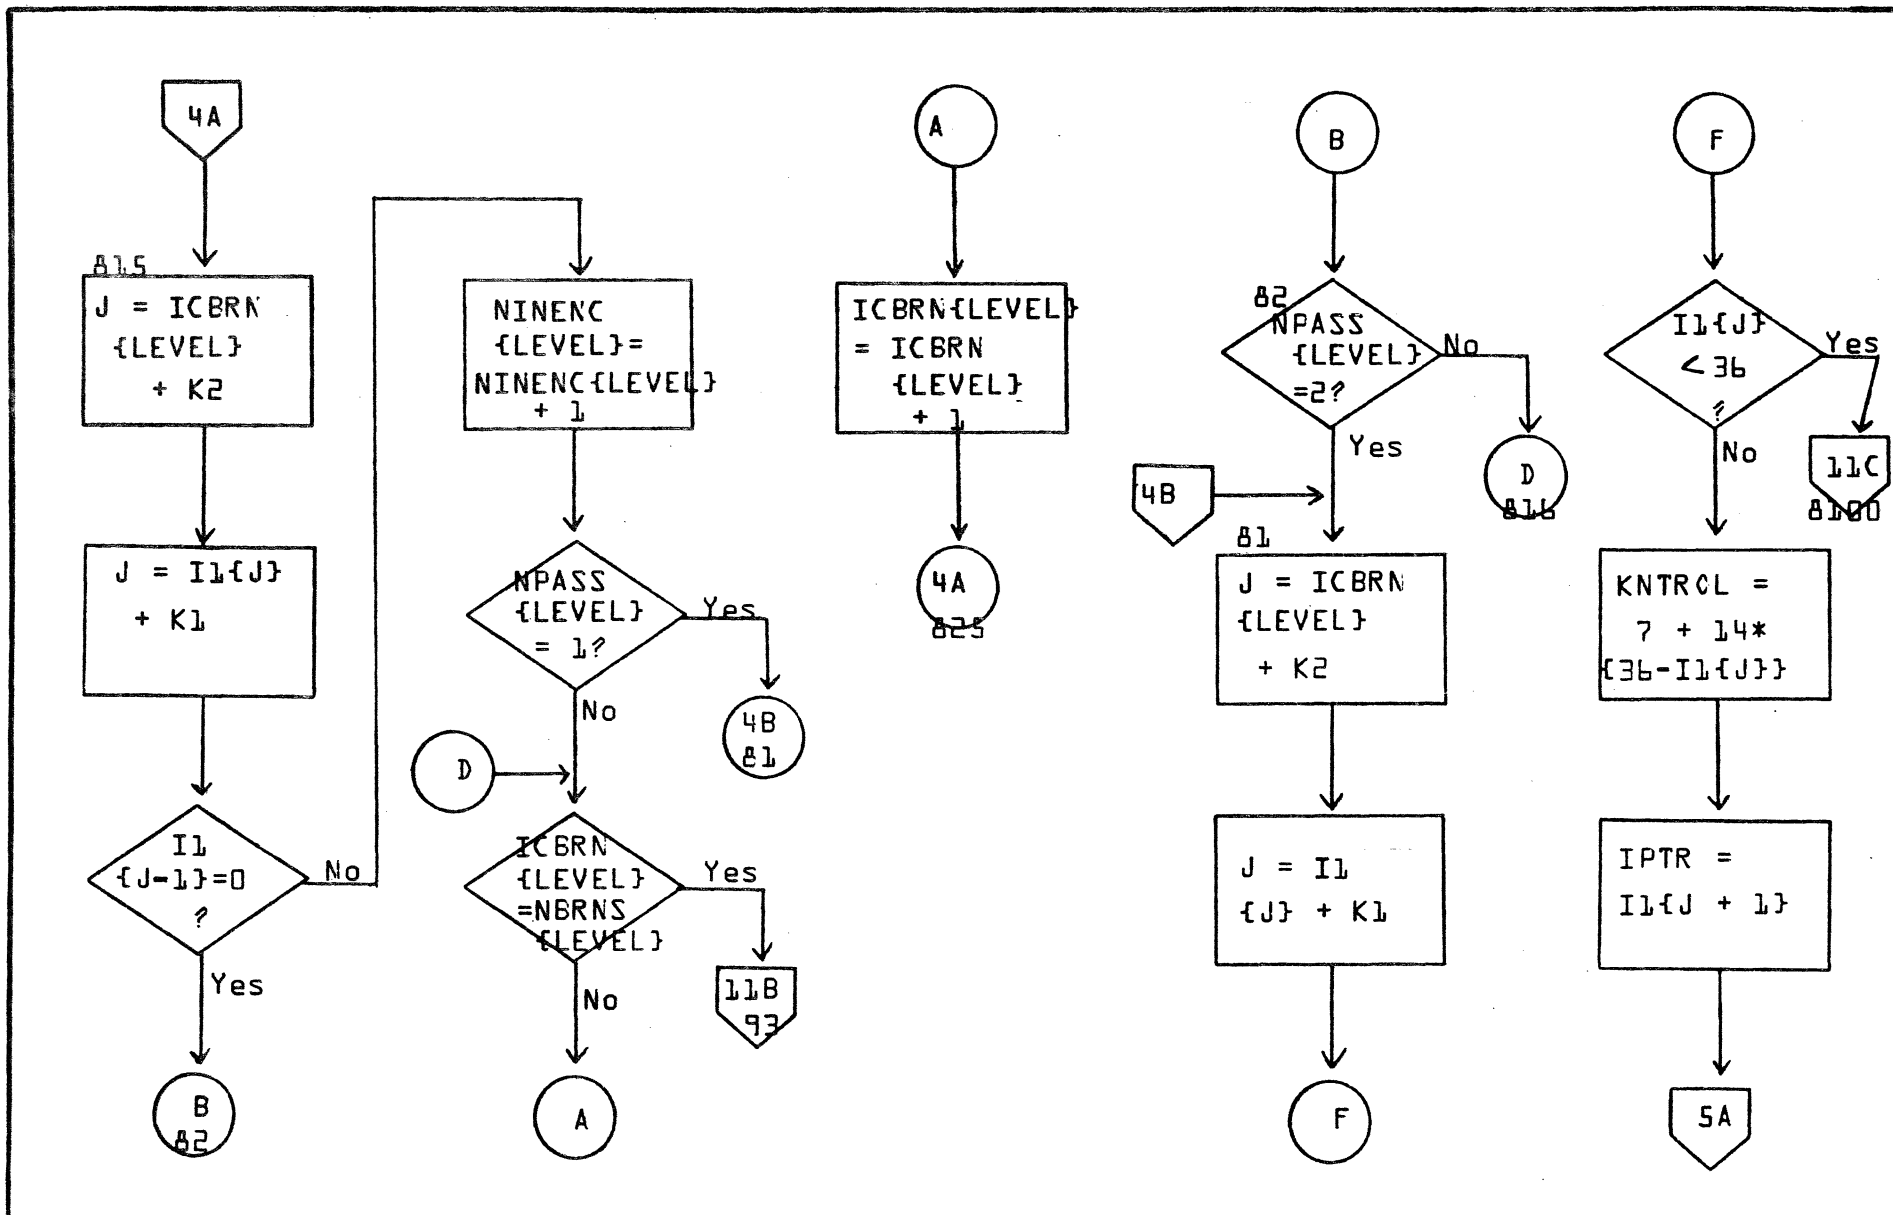 4A
815
J = ICBRN
{LEVEL}
+ K2
J = I1{J}
+ K1
I1
{J-1}=0
?
No
Yes
B
82
NINENC
{LEVEL}=
NINENC{LEVEL}
+ 1
NPASS
{LEVEL}
= 1?
Yes
4B
81
No
D
ICBRN
{LEVEL}
=NBRNS
{LEVEL}
Yes
11B
93
No
A
A
ICBRN{LEVEL}
= ICBRN
{LEVEL}
+ 1
4A
825
B
82
NPASS
{LEVEL}
=2?
No
D
816
Yes
4B
81
J = ICBRN
{LEVEL}
+ K2
J = I1
{J} + K1
F
F
I1{J}
< 36
?
Yes
11C
8100
No
KNTROL =
7 + 14*
{36-I1{J}}
IPTR =
I1{J + 1}
5A